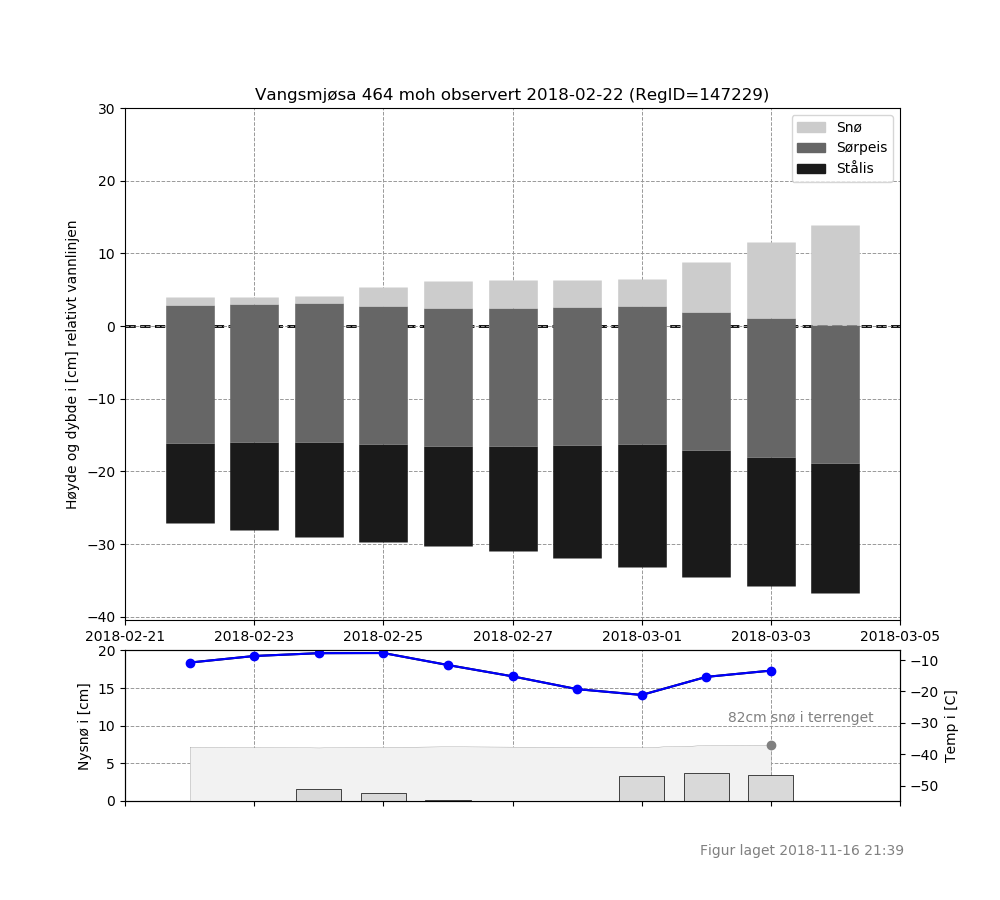 Vangsmjøsa 464 moh observert 2018-02-22 (RegID=147229)
Høyde og dybde i [cm] relativt vannlinjen
30
20
10
0
−10
−20
−30
−40
Snø
Sørpeis
Stålis
2018-02-21 2018-02-23 2018-02-25 2018-02-27 2018-03-01 2018-03-03 2018-03-05
Nysnø i [cm]
20
15
10
5
0
82cm snø i terrenget
−10
−20
−30
−40
−50
Temp i [C]
Figur laget 2018-11-16 21:39